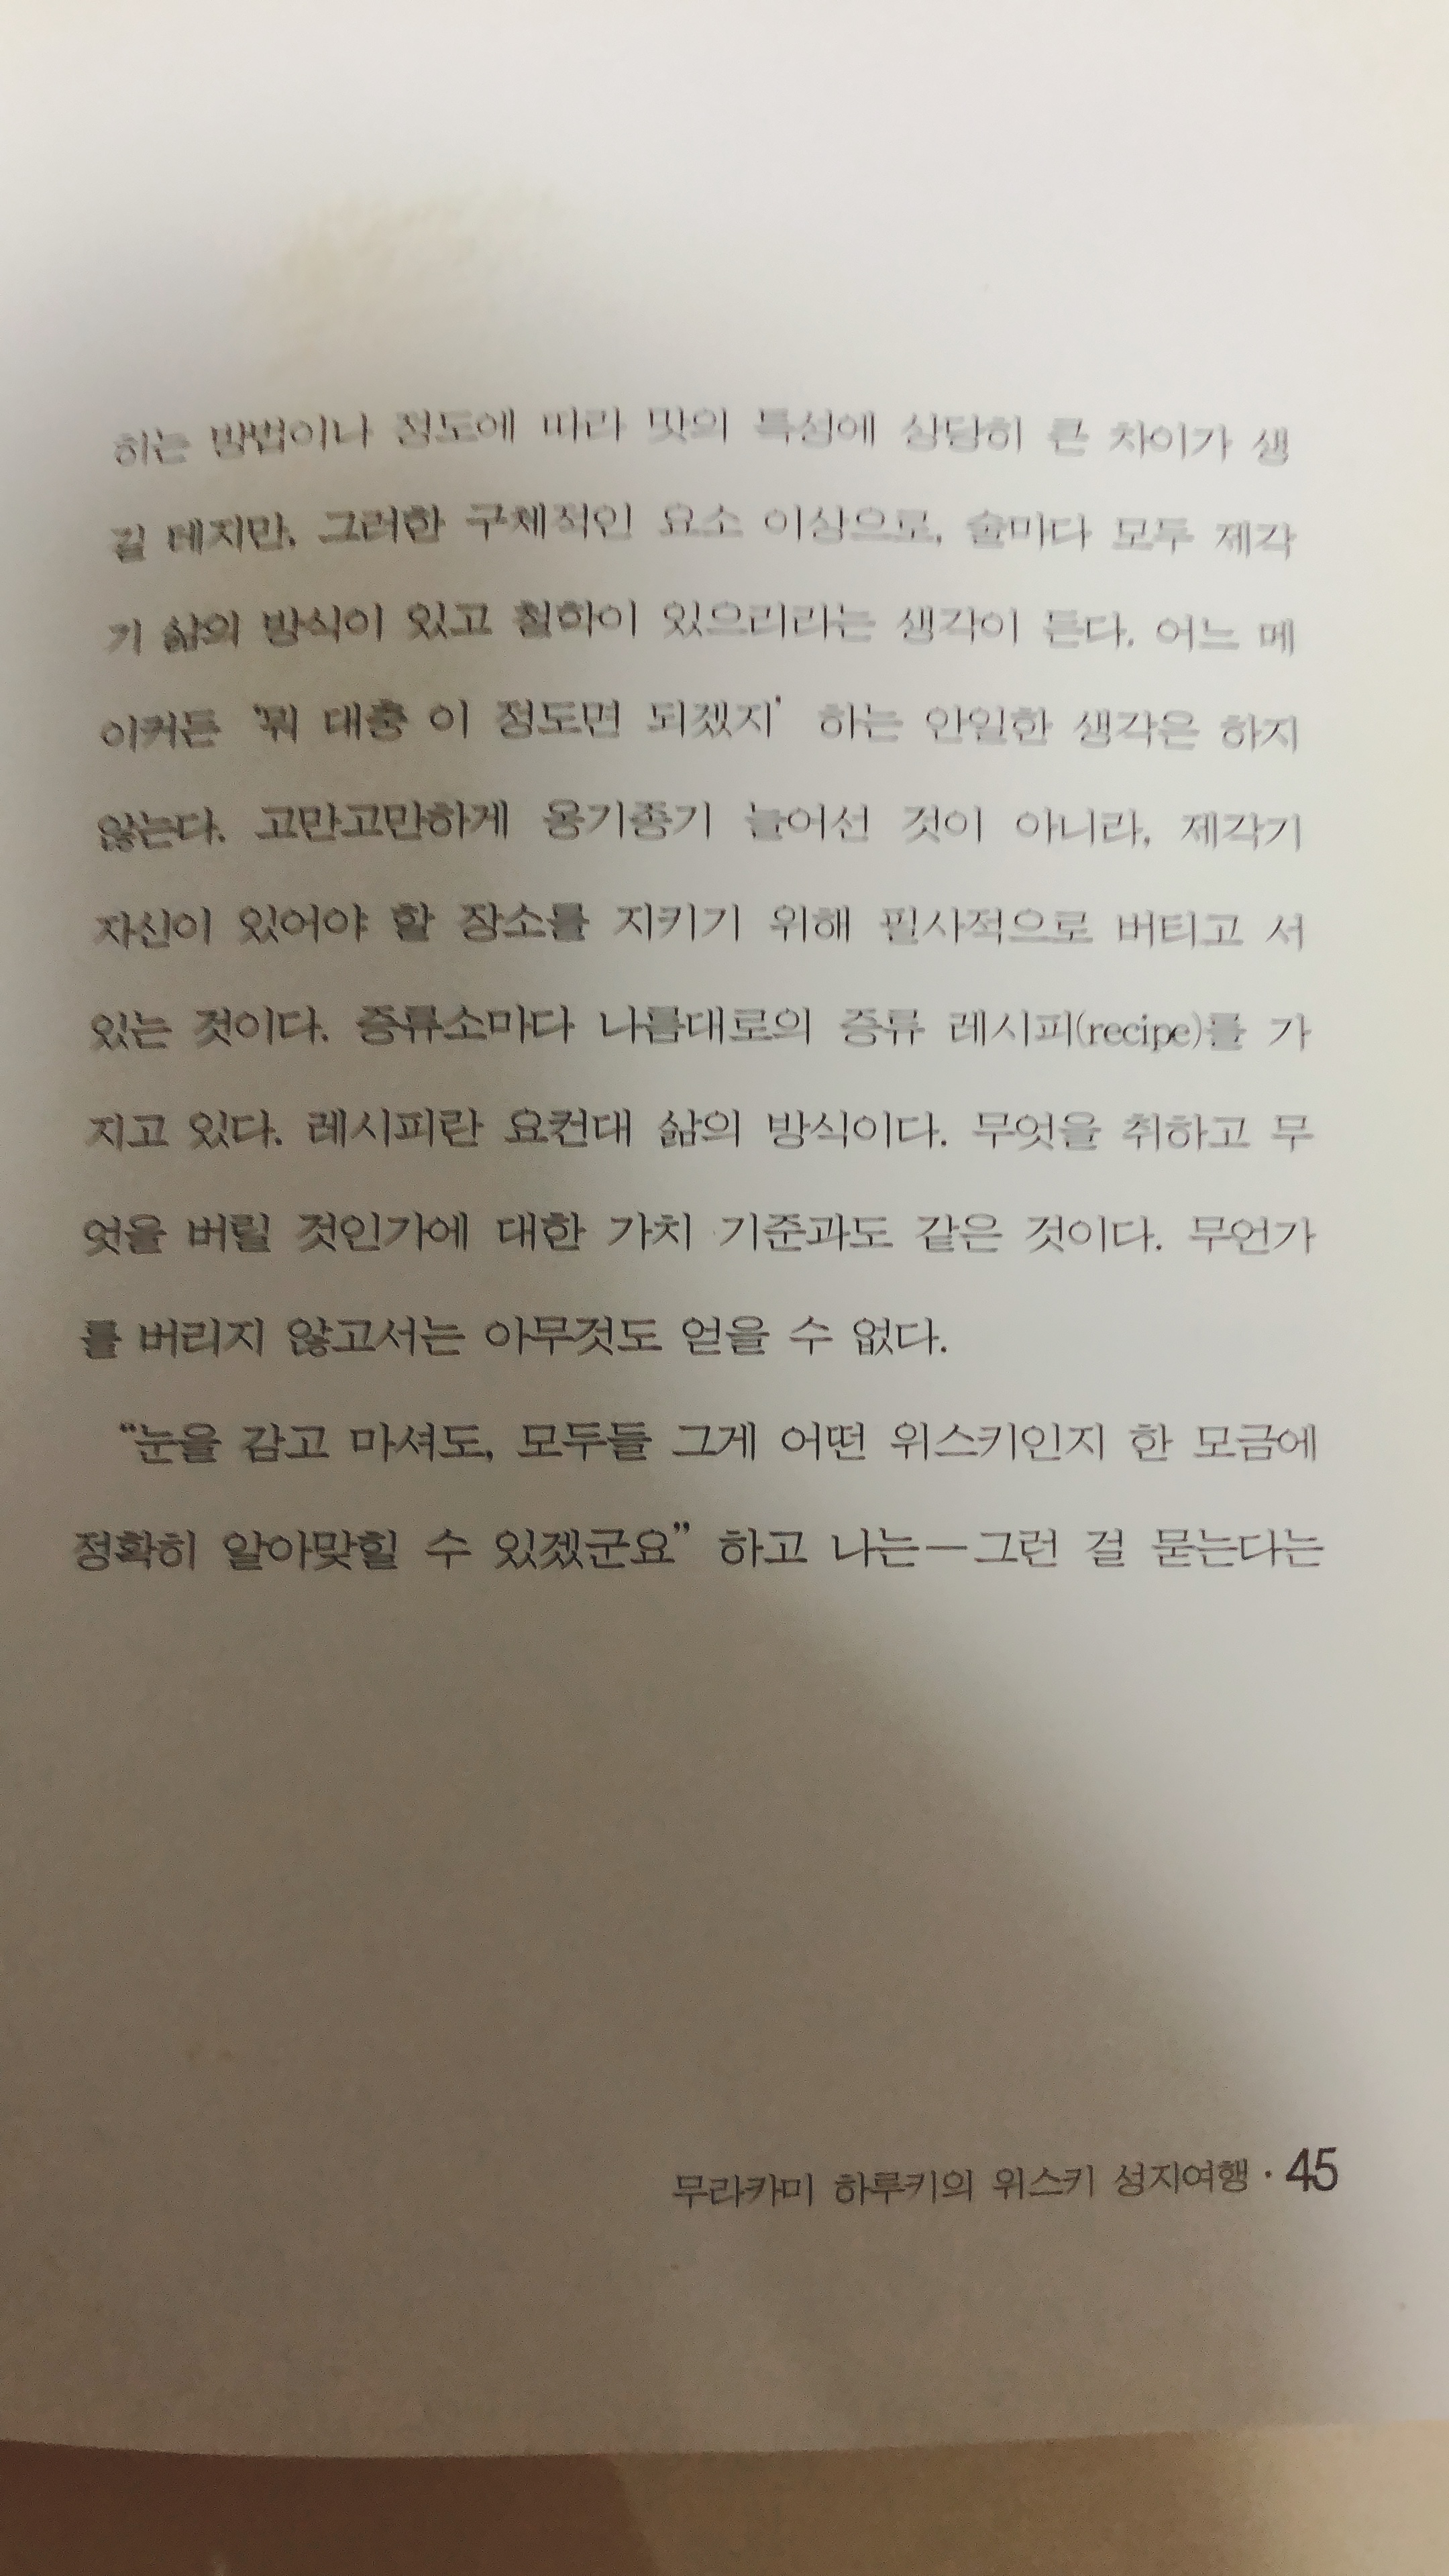 히는 방법이나 정도에 따라 맛의 특성에 상당히 큰 차이가 생
길 테지만, 그러한 구체적인 요소 이상으로, 술마다 모두 제각
기 삶의 방식이 있고 철학이 있으리라는 생각이 든다. 어느 메
이커든 '뭐 대충 이 정도면 되겠지' 하는 안일한 생각은 하지
않는다. 고만고만하게 옹기종기 늘어선 것이 아니라, 제각기
자신이 있어야 할 장소를 지키기 위해 필사적으로 버티고 서
있는 것이다. 증류소마다 나름대로의 증류 레시피(recipe)를 가
지고 있다. 레시피란 요컨대 삶의 방식이다. 무엇을 취하고 무
엇을 버릴 것인가에 대한 가치 기준과도 같은 것이다. 무언가
를 버리지 않고서는 아무것도 얻을 수 없다.
“눈을 감고 마셔도, 모두들 그게 어떤 위스키인지 한 모금에
정확히 알아맞힐 수 있겠군요” 하고 나는—그런 걸 묻는다는
무라카미 하루키의 위스키 성지여행 · 45